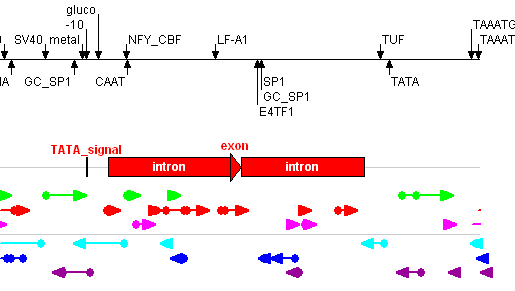 gluco
-10
TAAATG
SV40
metal
NFY_CBF
LF-A1
TUF
TAAAT
GC_SP1
CAAT
SP1
TATA
GC_SP1
E4TF1
TATA_signal
exon
intron
intron